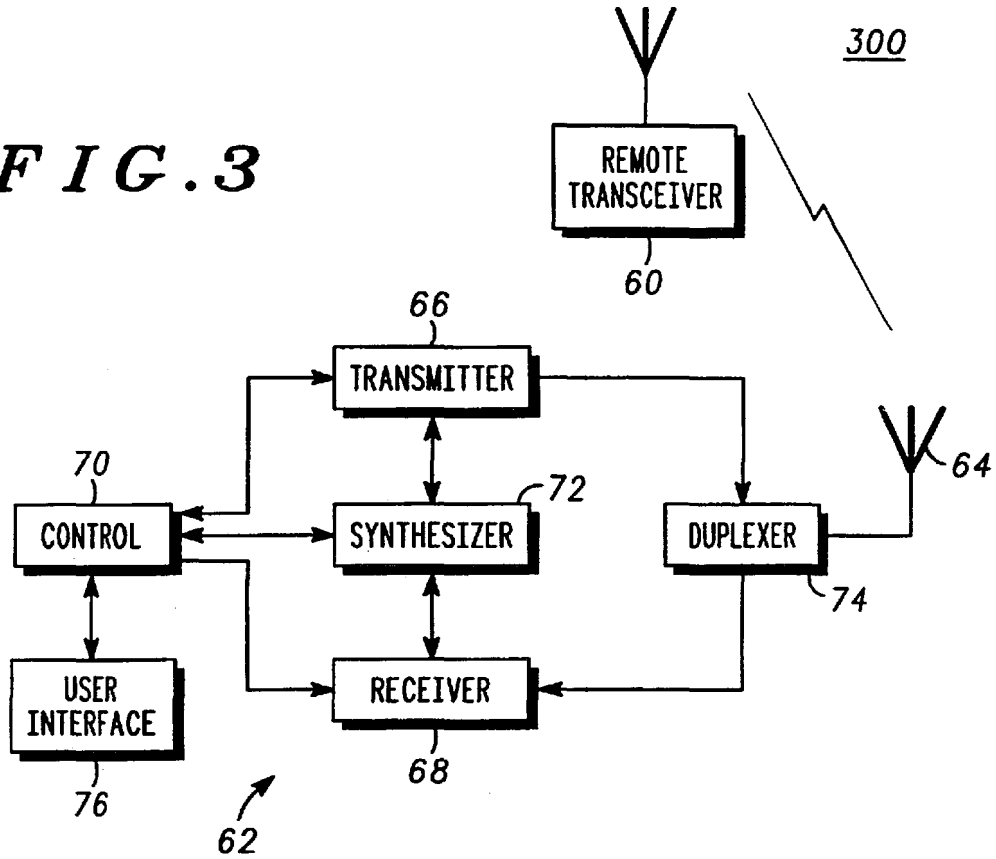 300
FIG.3
REMOTE
TRANSCEIVER
60
66
TRANSMITTER
64
70
72
CONTROL
SYNTHESIZER
DUPLEXER
74
USER
INTERFACE
RECEIVER
68
76
62